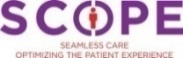 SCOPE
SEAMLESS CARE
OPTIMIZING THE PATIENT EXPERIENCE